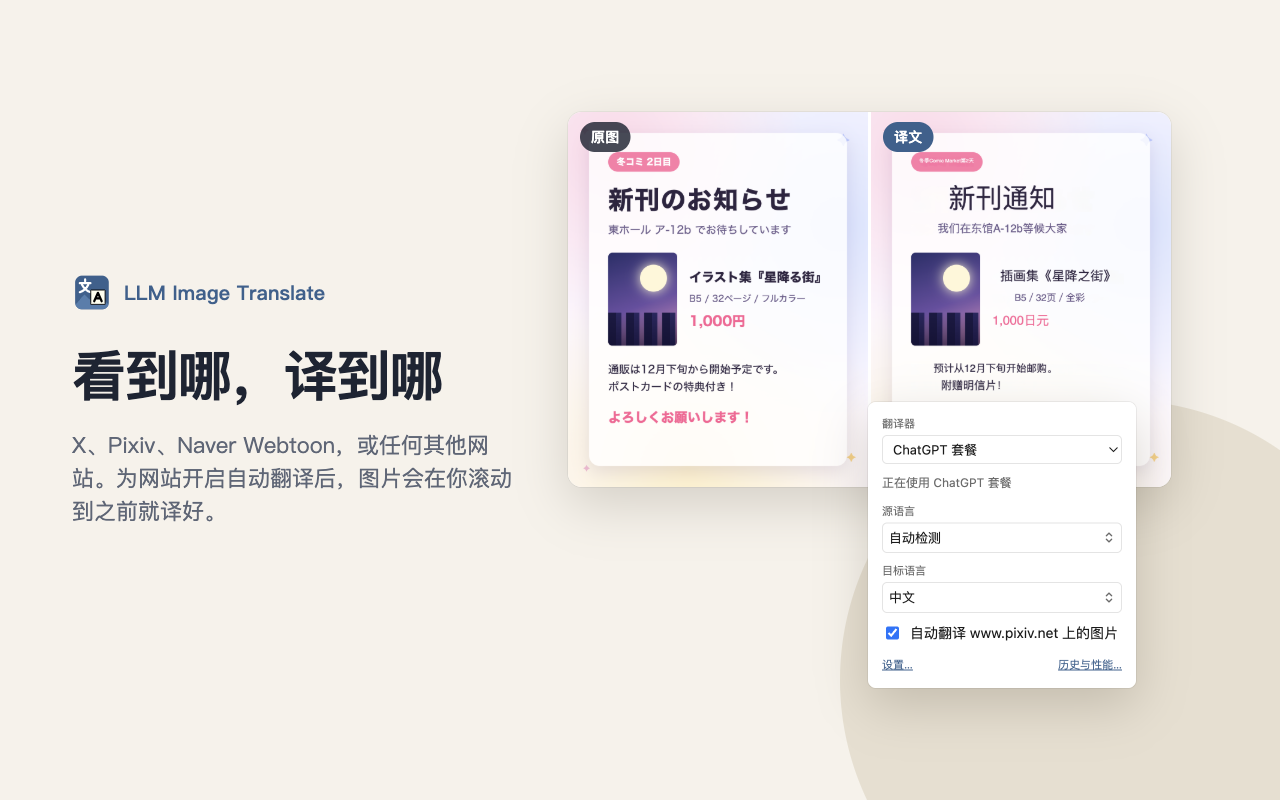 LLM Image Translate
看到哪，译到哪
X、Pixiv、Naver Webtoon，或任何其他网
站。为网站开启自动翻译后，图片会在你滚动
到之前就译好。
原图
冬コミ 2日目
新刊のお知らせ
東ホール ア-12b でお待ちしています
イラスト集『星降る街』
B5 / 32ページ / フルカラー
1,000円
通販は12月下旬から開始予定です。
ポストカードの特典付き！
よろしくお願いします！
译文
新刊通知
我们在东馆A-12b等候大家
插画集《星降之街》
B5 / 32页 / 全彩
1,000日元
预计从12月下旬开始邮购。
附赠明信片！
翻译器
ChatGPT 套餐
正在使用 ChatGPT 套餐
源语言
自动检测
目标语言
中文
自动翻译 www.pixiv.net 上的图片
设置...
历史与性能...